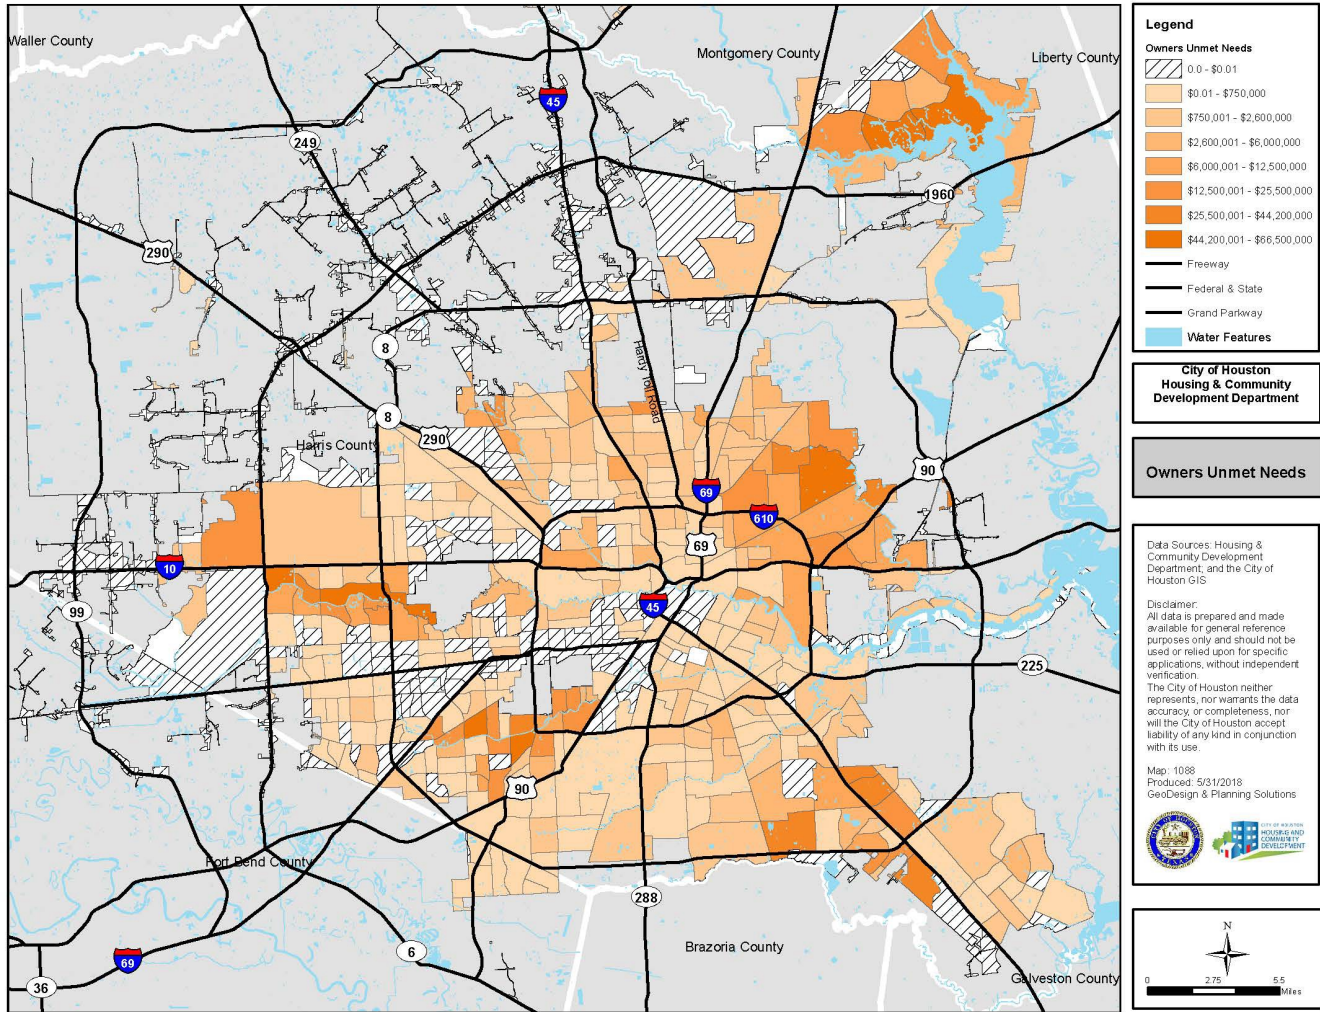 Waller County
Montgomery County
Liberty County
45
249
1960
290
8
Hardy Toll Road
8
290
Harris County
90
69
610
69
10
45
99
225
90
Fort Bend County
288
Brazoria County
6
69
36
Galveston County
Legend
Owners Unmet Needs
0.0 - $0.01
$0.01 - $750,000
$750,001 - $2,600,000
$2,600,001 - $6,000,000
$6,000,001 - $12,500,000
$12,500,001 - $25,500,000
$25,500,001 - $44,200,000
$44,200,001 - $66,500,000
Freeway
Federal & State
Grand Parkway
Water Features
City of Houston
Housing & Community
Development Department
Owners Unmet Needs
Data Sources: Housing &
Community Development
Department; and the City of
Houston GIS
Disclaimer:
All data is prepared and made
available for general reference
purposes only and should not be
used or relied upon for specific
applications, without independent
verification.
The City of Houston neither
represents, nor warrants the data
accuracy, or completeness, nor
will the City of Houston accept
liability of any kind in conjunction
with its use.
Map: 1088
Produced: 5/31/2018
GeoDesign & Planning Solutions
CITY OF HOUSTON
HOUSING AND
COMMUNITY
DEVELOPMENT
N
0 2.75 5.5
Miles